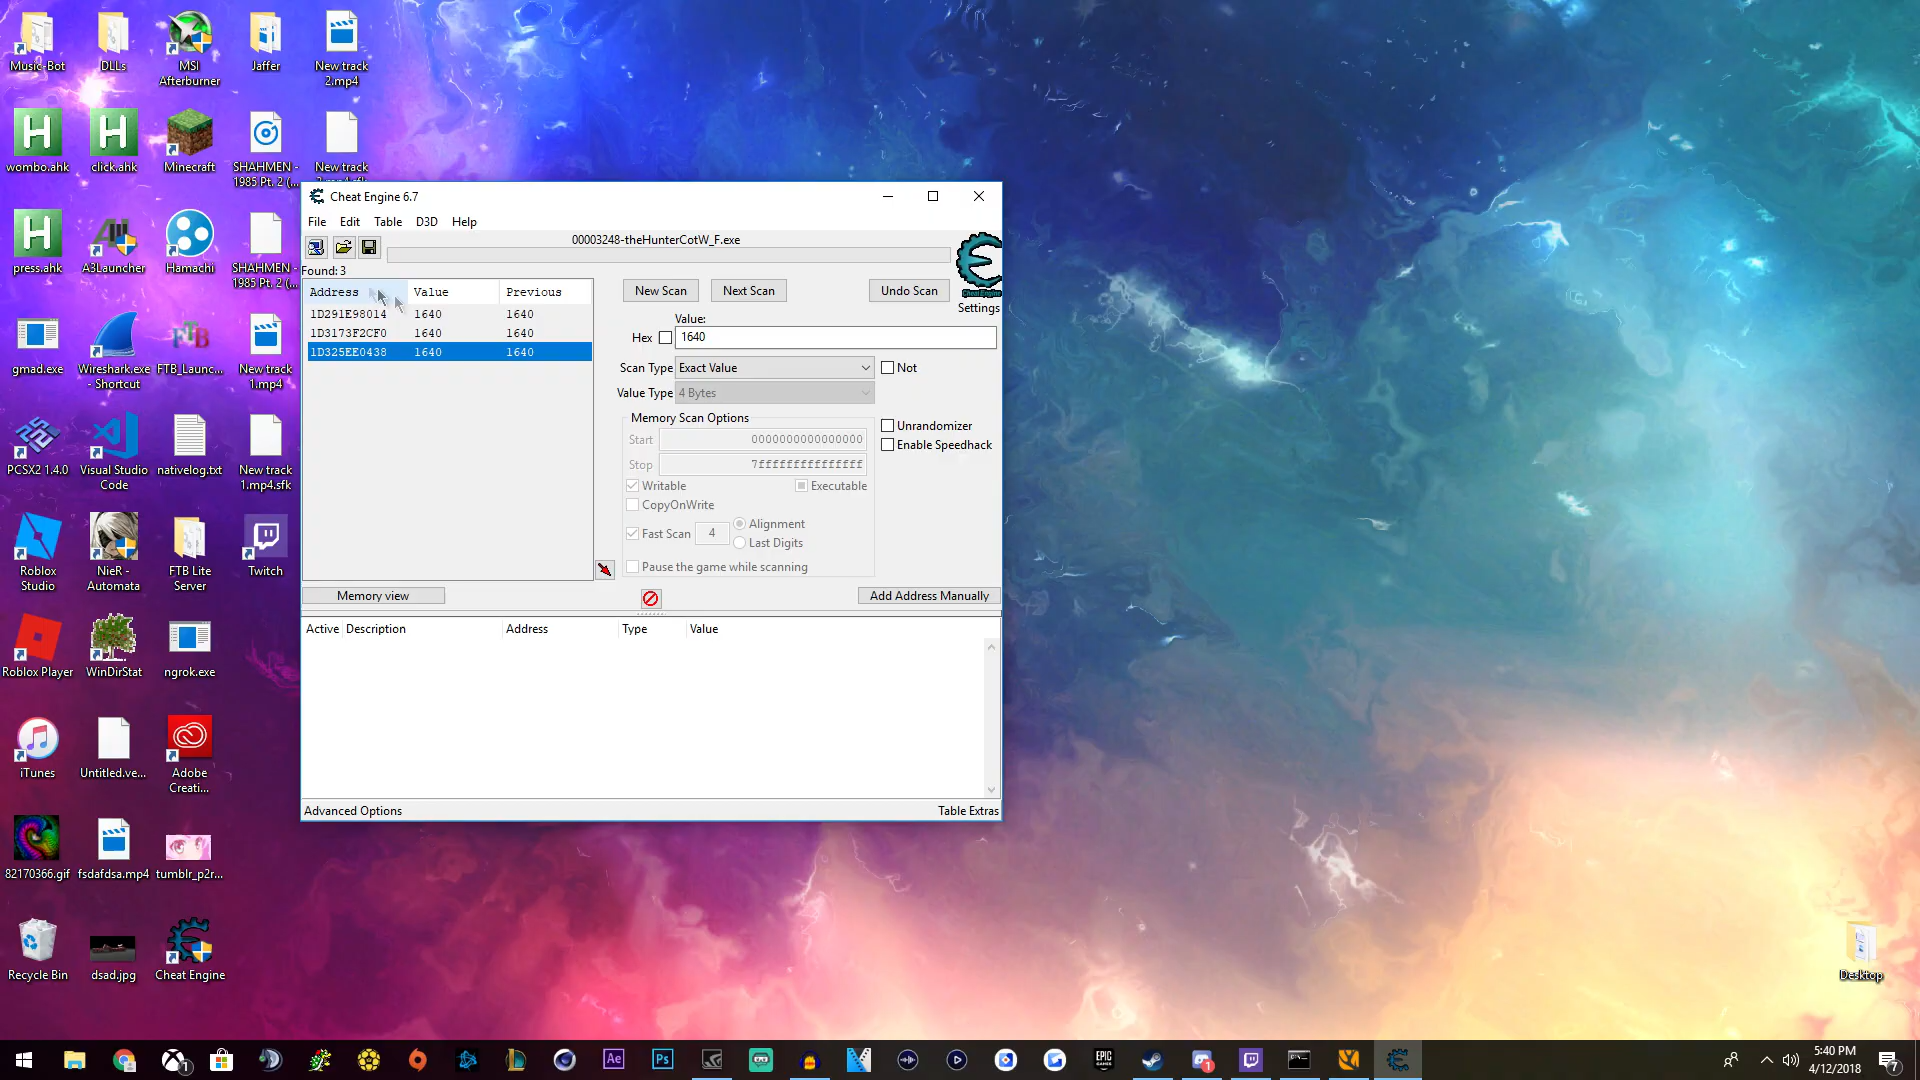 Music-Bot
DLLs
MSI
Afterburner
Jaffer
New track
2.mp4
wombo.ahk
click.ahk
Minecraft
SHAHMEN -
1985 Pt. 2 (...
New track
press.ahk
A3Launcher
Hamachi
SHAHMEN -
1985 Pt. 2 (...
gmad.exe
Wireshark.exe
- Shortcut
FTB_Launc...
New track
1.mp4
PCSX2 1.4.0
Visual Studio
Code
nativelog.txt
New track
1.mp4.sfk
Roblox
Studio
NieR -
Automata
FTB Lite
Server
Twitch
Roblox Player
WinDirStat
ngrok.exe
iTunes
Untitled.ve...
Adobe
Creati...
82170366.gif
fsdafdsa.mp4
tumblr_p2r...
Recycle Bin
dsad.jpg
Cheat Engine
Desktop
Cheat Engine 6.7
File Edit Table D3D Help
00003248-theHunterCotW_F.exe
Found: 3
Address Value Previous
1D291E98014 1640 1640
1D3173F2CF0 1640 1640
1D325EE0438 1640 1640
New Scan Next Scan Undo Scan
Cheat Engine
Settings
Value:
Hex 1640
Scan Type Exact Value Not
Value Type 4 Bytes
Memory Scan Options
Start 0000000000000000
Stop 7fffffffffffffff
Writable Executable
CopyOnWrite
Fast Scan 4 Alignment
Last Digits
Pause the game while scanning
Unrandomizer
Enable Speedhack
Memory view Add Address Manually
Active Description Address Type Value
Advanced Options Table Extras
1
Ae
Ps
EPIC
GAMES
1
5:40 PM
4/12/2018
7